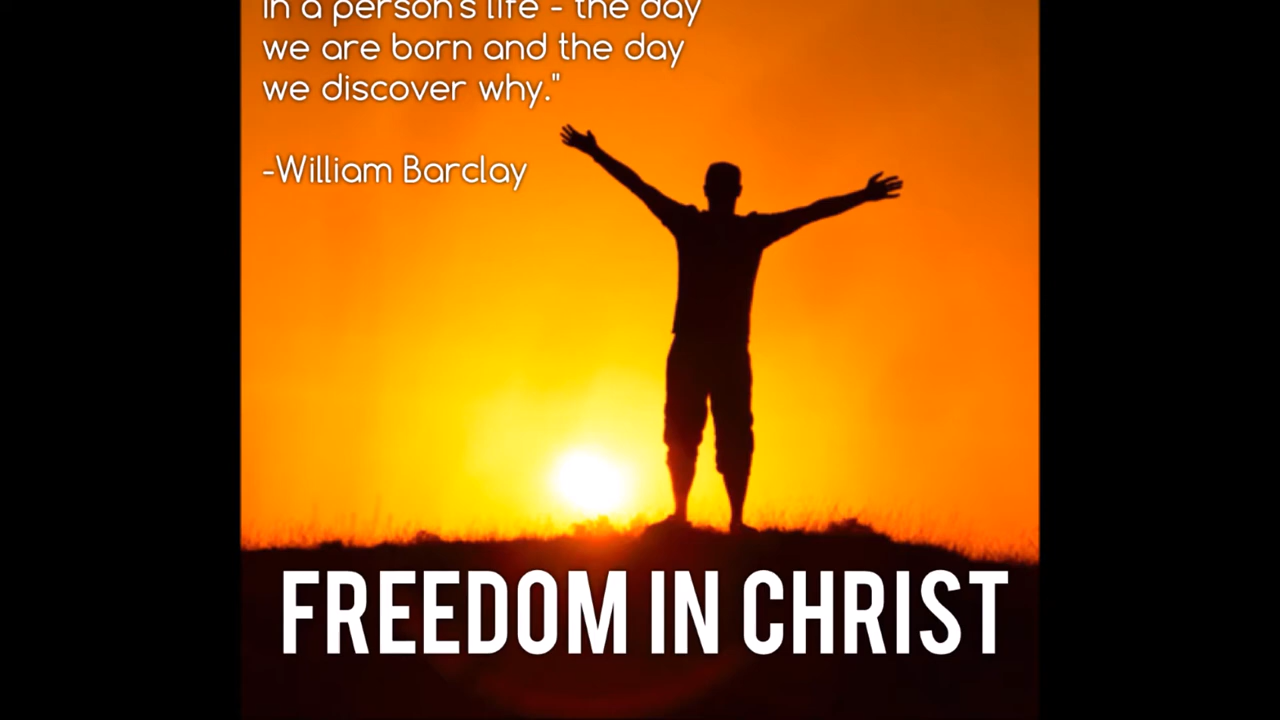 in a person's life - the day
we are born and the day
we discover why."
-William Barclay
FREEDOM IN CHRIST